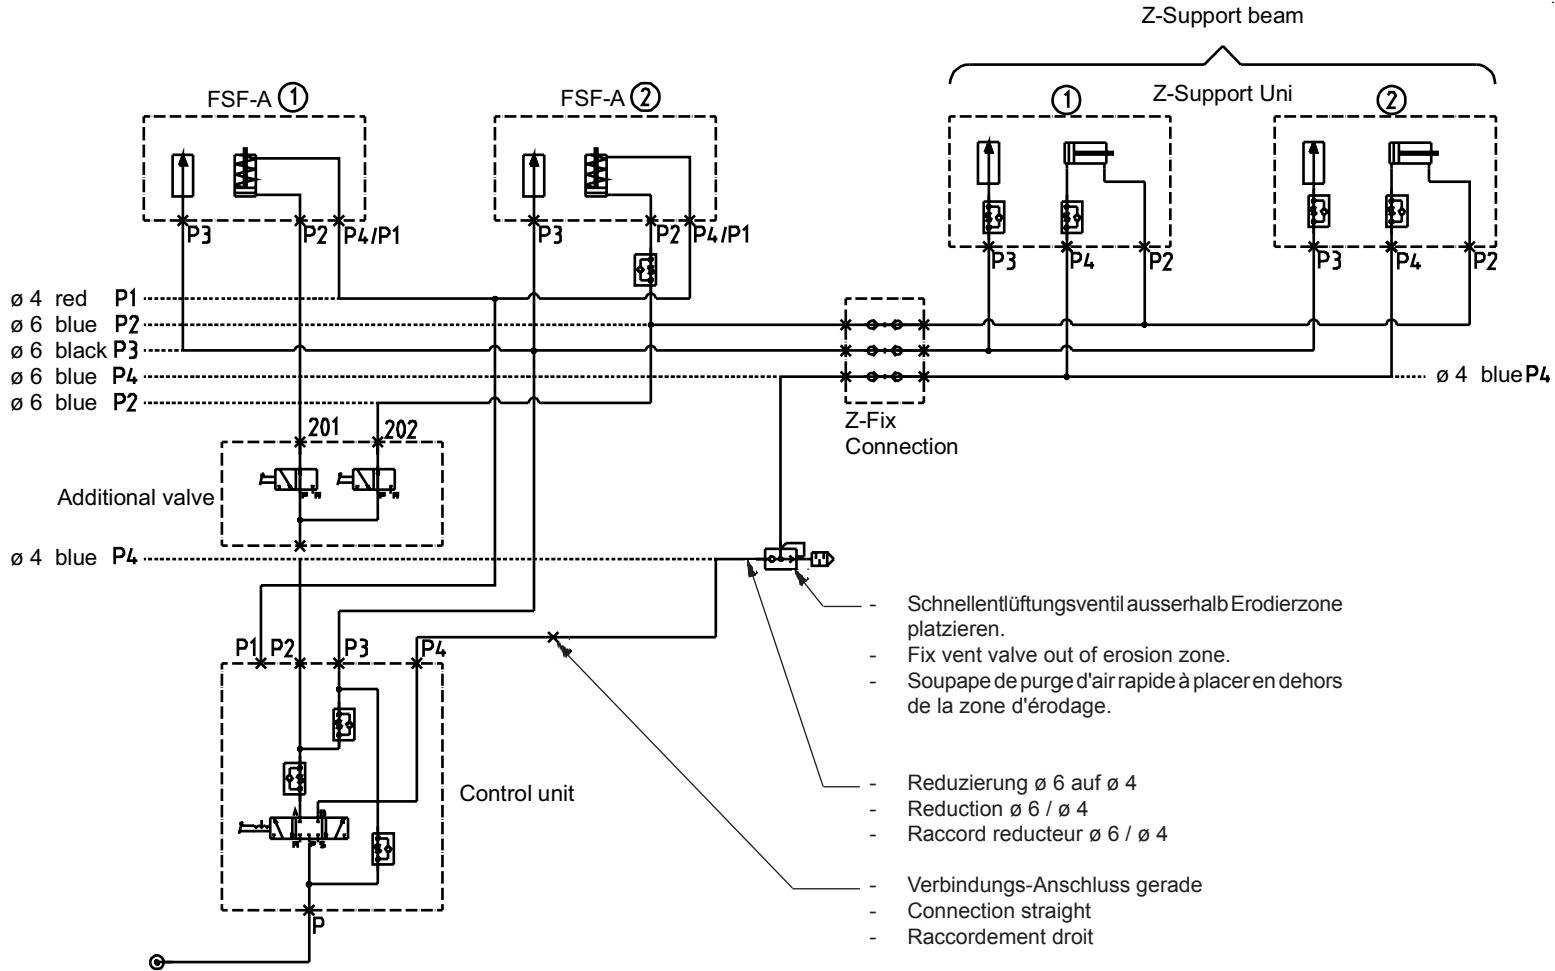 Z-Support beam
FSF-A 1
FSF-A 2
Z-Support Uni
1
2
P3 P2 P4/P1
P3 P2 P4/P1
P3 P4 P2
P3 P4 P2
ø 4 red P1
ø 6 blue P2
ø 6 black P3
ø 6 blue P4
ø 4 blue P4
ø 6 blue P2
Z-Fix
Connection
201 202
Additional valve
ø 4 blue P4
- Schnellentlüftungsventil ausserhalb Erodierzone
platzieren.
- Fix vent valve out of erosion zone.
- Soupape de purge d'air rapide à placer en dehors
de la zone d'érodage.
P1 P2 P3 P4
Control unit
- Reduzierung ø 6 auf ø 4
- Reduction ø 6 / ø 4
- Raccord reducteur ø 6 / ø 4
- Verbindungs-Anschluss gerade
- Connection straight
- Raccordement droit
P